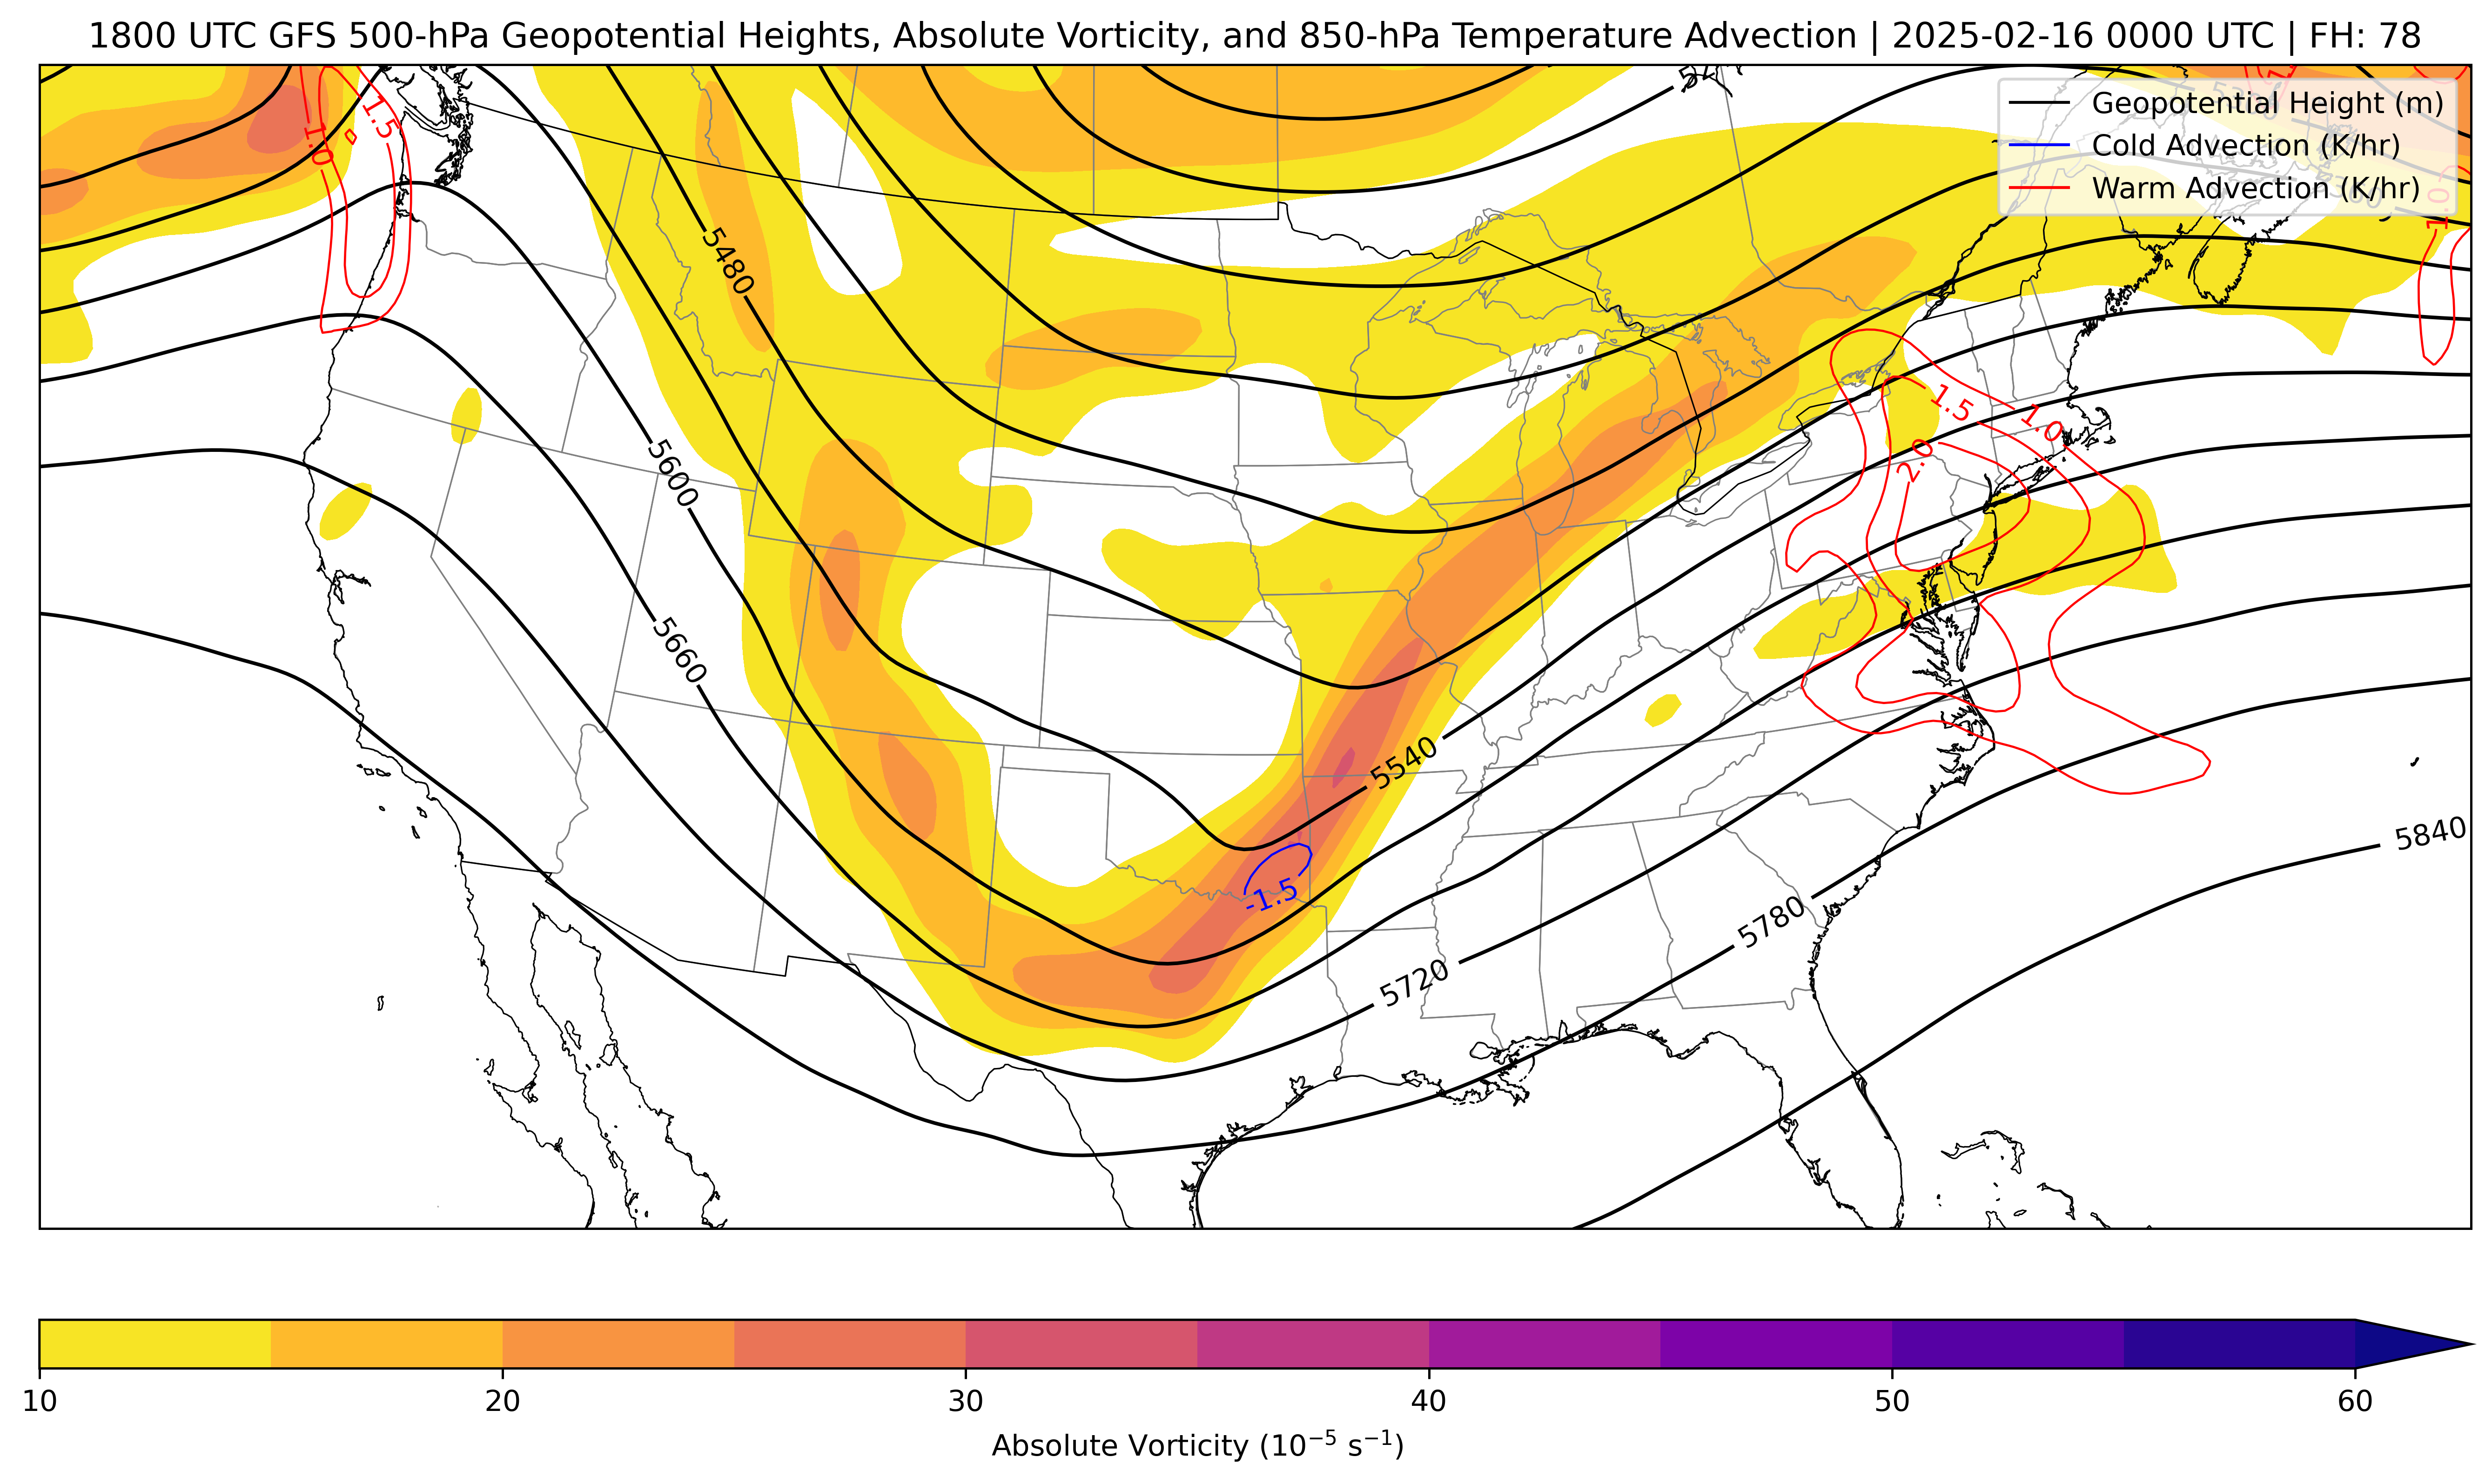 1800 UTC GFS 500-hPa Geopotential Heights, Absolute Vorticity, and 850-hPa Temperature Advection | 2025-02-16 0000 UTC | FH: 78
Geopotential Height (m)
Cold Advection (K/hr)
Warm Advection (K/hr)
1.5
1.0
1.0
5480
5600
5660
1.5
1.0
2.0
5540
-1.5
5720
5780
5840
10 20 30 40 50 60
Absolute Vorticity (10⁻⁵ s⁻¹)